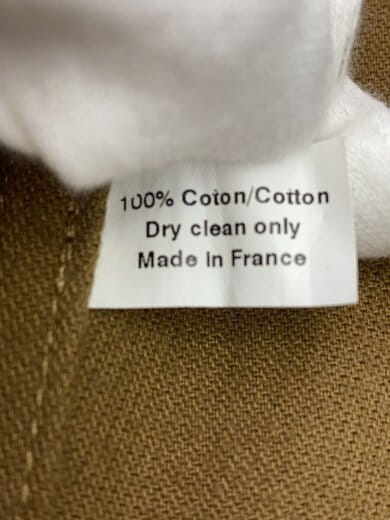 100% Coton/Cotton
Dry clean only
Made In France